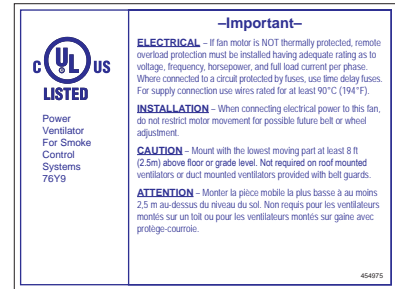 –Important–
ELECTRICAL – If fan motor is NOT thermally protected, remote
overload protection must be installed having adequate rating as to
voltage, frequency, horsepower, and full load current per phase.
Where connected to a circuit protected by fuses, use time delay fuses.
For supply connection use wires rated for at least 90°C (194°F).
INSTALLATION – When connecting electrical power to this fan,
do not restrict motor movement for possible future belt or wheel
adjustment.
CAUTION – Mount with the lowest moving part at least 8 ft
(2.5m) above floor or grade level. Not required on roof mounted
ventilators or duct mounted ventilators provided with belt guards.
ATTENTION – Monter la pièce mobile la plus basse à au moins
2,5 m au-dessus du niveau du sol. Non requis pour les ventilateurs
montés sur un toit ou pour les ventilateurs montés sur gaine avec
protège-courroie.
454975
C UL US
LISTED
Power
Ventilator
For Smoke
Control
Systems
76Y9